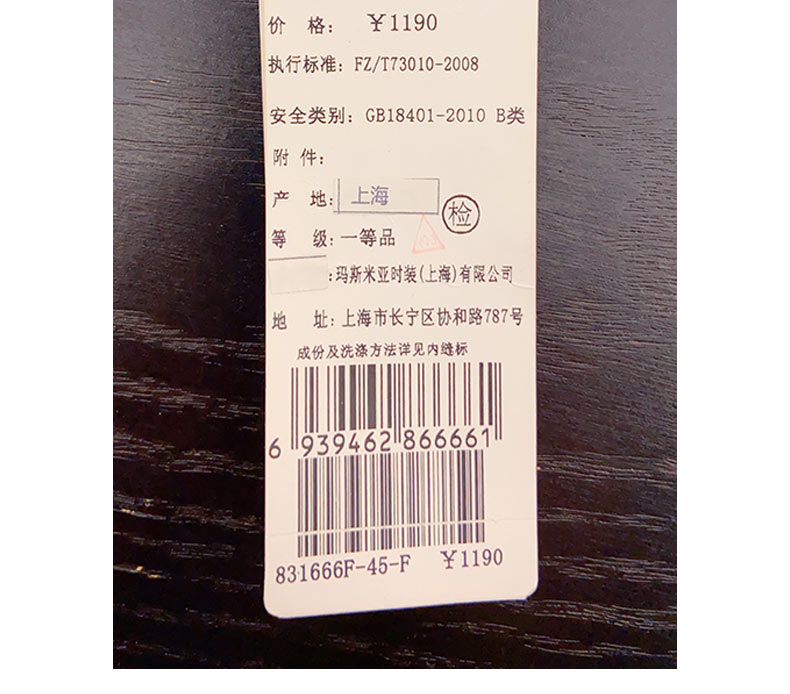 价 格： ￥1190
执行标准：FZ/T73010-2008
安全类别：GB18401-2010 B类
附 件：
产 地：上海
检
等 级：一等品
：玛斯米亚时装(上海)有限公司
地 址：上海市长宁区协和路787号
成份及洗涤方法详见内缝标
6 939462 866661
831666F-45-F ￥1190